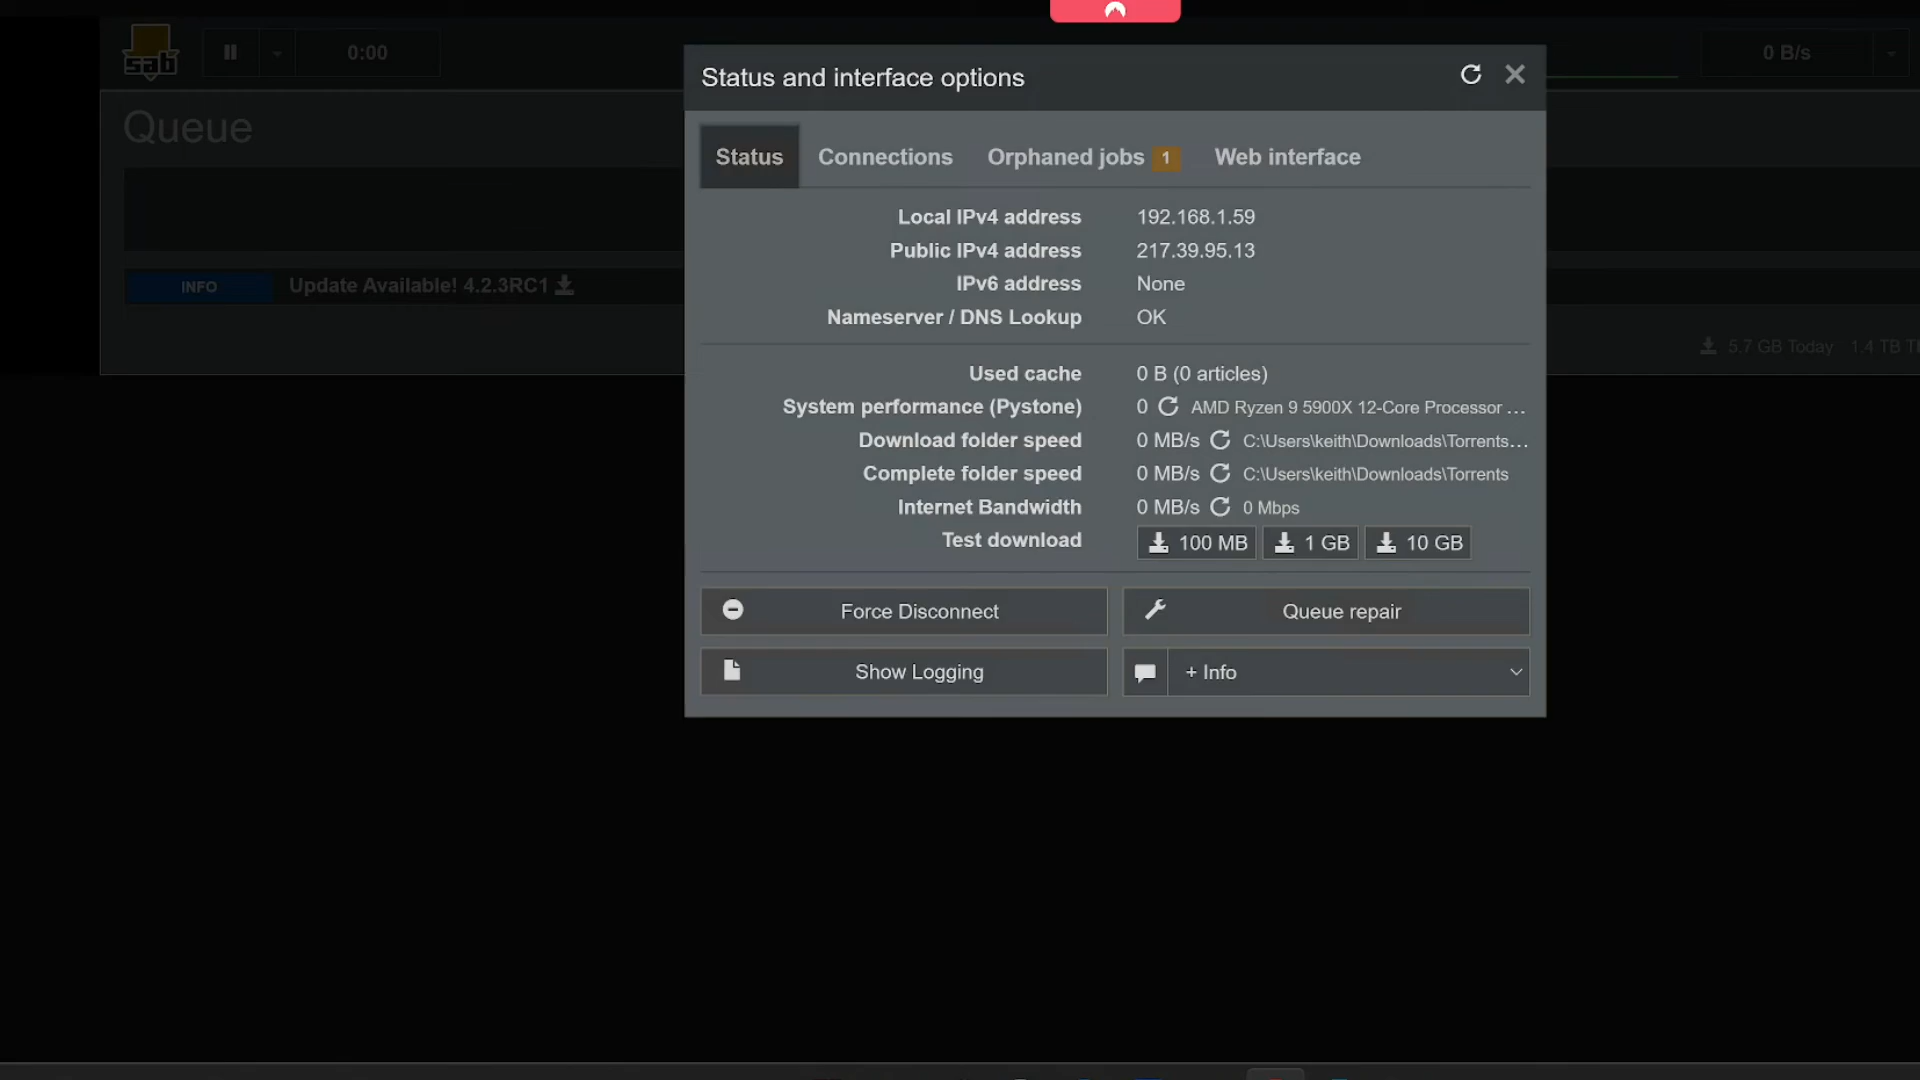 sab
0:00
0 B/s
Status and interface options
Queue
Status
Connections
Orphaned jobs 1
Web interface
Local IPv4 address 192.168.1.59
Public IPv4 address 217.39.95.13
IPv6 address None
Nameserver / DNS Lookup OK
INFO Update Available! 4.2.3RC1
5.7 GB Today 1.4 TB
Used cache 0 B (0 articles)
System performance (Pystone) 0 AMD Ryzen 9 5900X 12-Core Processor ...
Download folder speed 0 MB/s C:\Users\keith\Downloads\Torrents...
Complete folder speed 0 MB/s C:\Users\keith\Downloads\Torrents
Internet Bandwidth 0 MB/s 0 Mbps
Test download 100 MB 1 GB 10 GB
Force Disconnect
Queue repair
Show Logging
+ Info